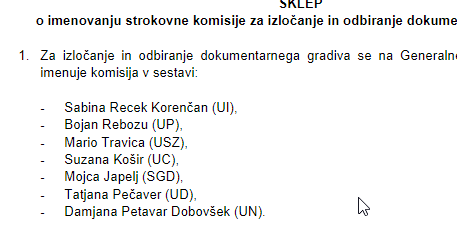 SKLEP
o imenovanju strokovne komisije za izločanje in odbiranje dokume
1. Za izločanje in odbiranje dokumentarnega gradiva se na Generaln
imenuje komisija v sestavi:
- Sabina Recek Korenčan (UI),
- Bojan Rebozu (UP),
- Mario Travica (USZ),
- Suzana Košir (UC),
- Mojca Japelj (SGD),
- Tatjana Pečaver (UD),
- Damjana Petavar Dobovšek (UN).